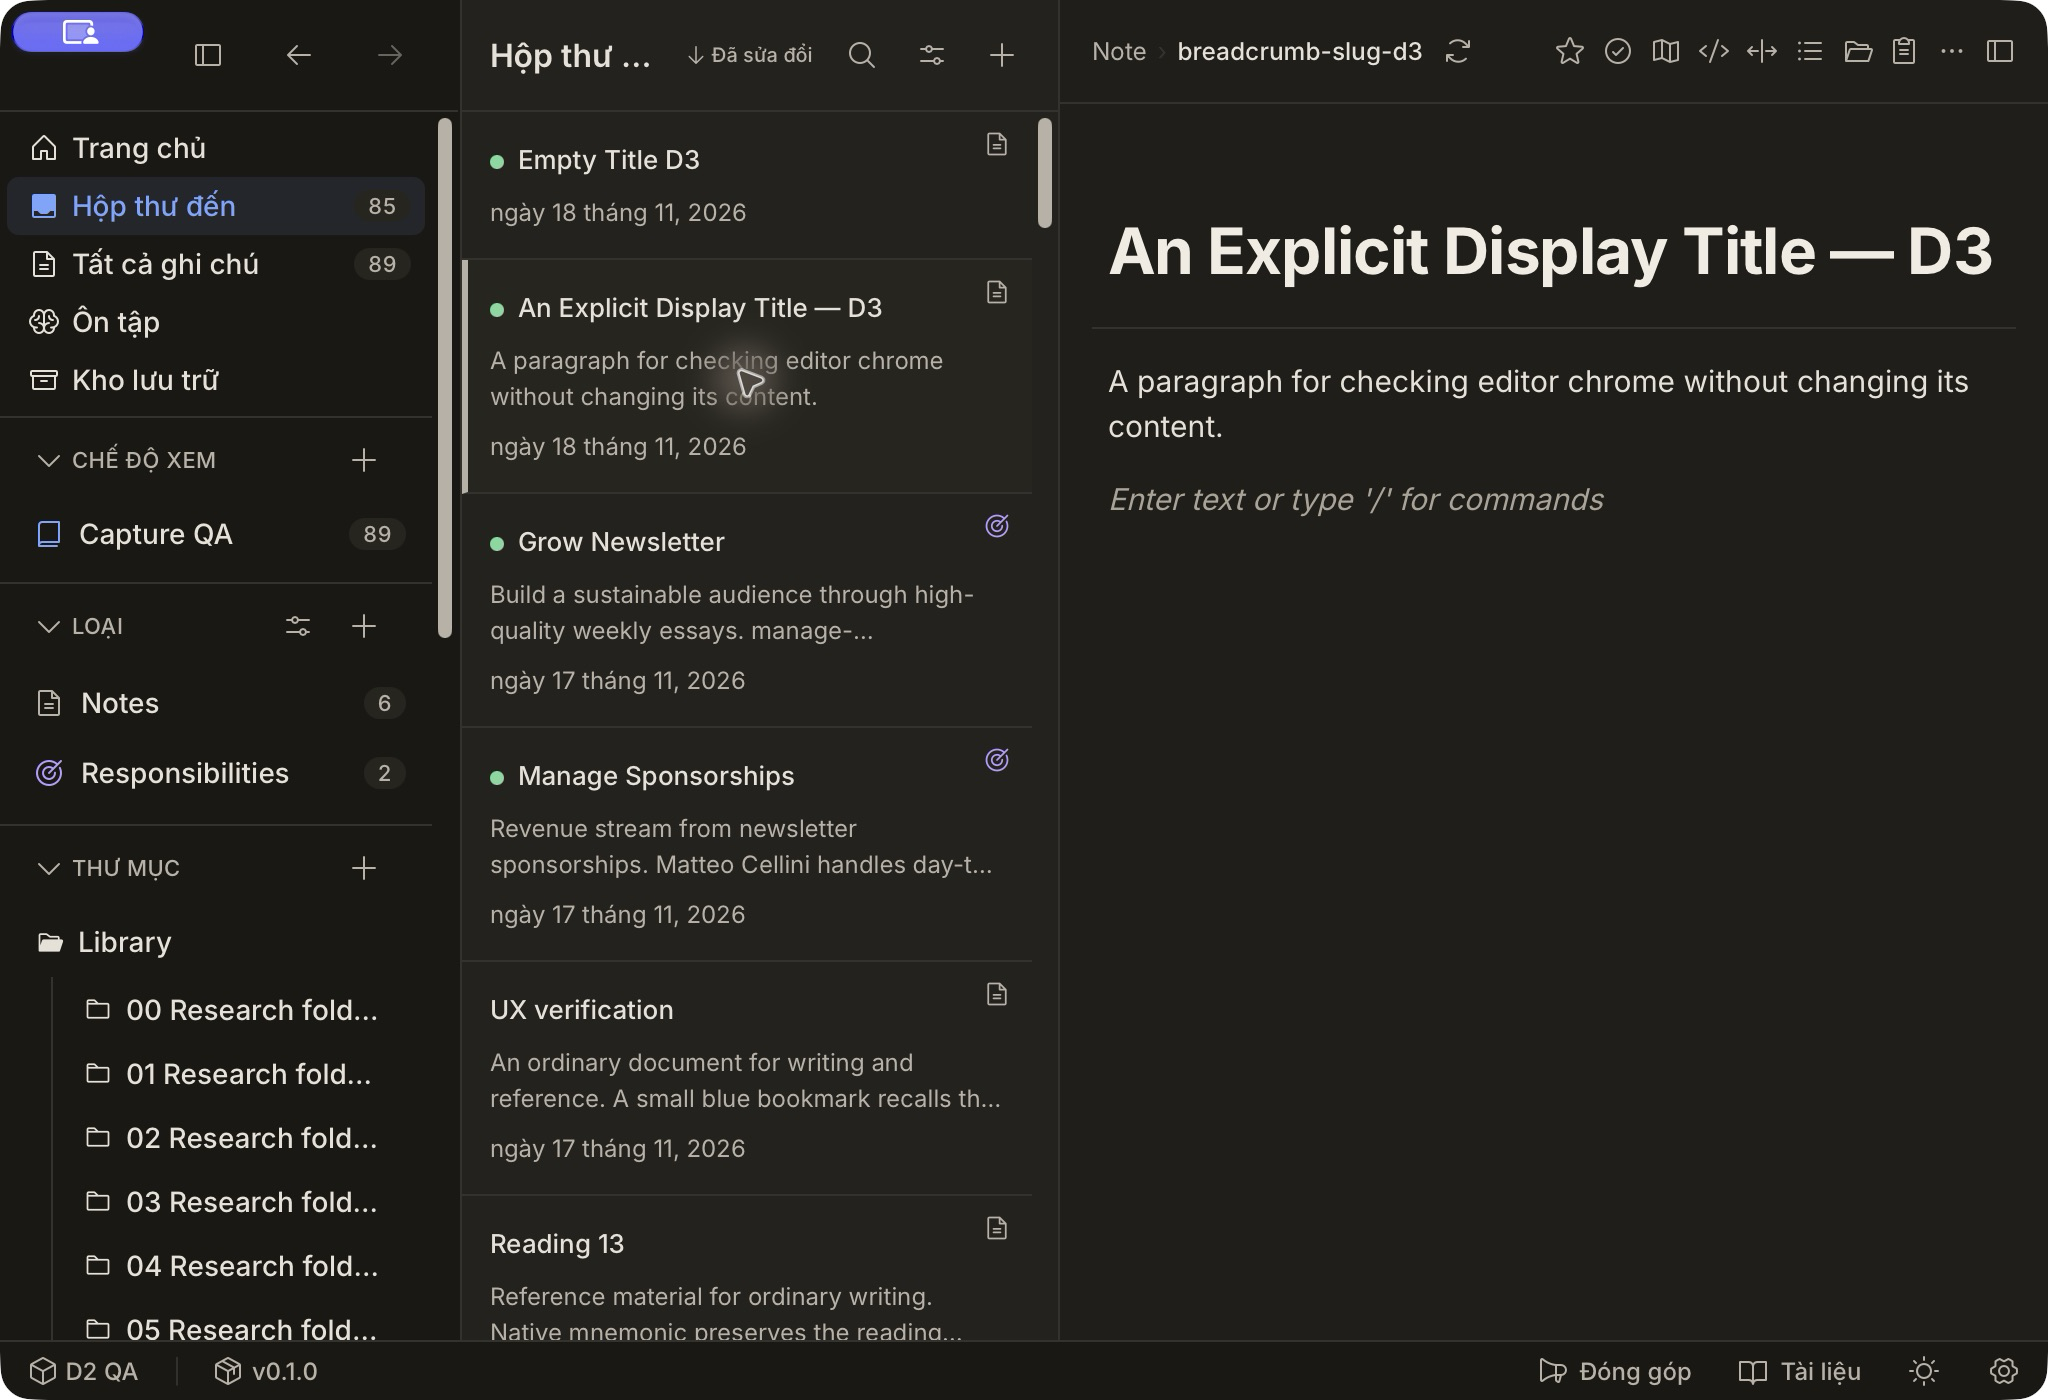 Trang chủ
Hộp thư đến 85
Tất cả ghi chú 89
Ôn tập
Kho lưu trữ
CHẾ ĐỘ XEM
Capture QA 89
LOẠI
Notes 6
Responsibilities 2
THƯ MỤC
Library
00 Research fold...
01 Research fold...
02 Research fold...
03 Research fold...
04 Research fold...
05 Research fold...
Hộp thư ... Đã sửa đổi
Empty Title D3
ngày 18 tháng 11, 2026
An Explicit Display Title — D3
A paragraph for checking editor chrome
without changing its content.
ngày 18 tháng 11, 2026
Grow Newsletter
Build a sustainable audience through high-
quality weekly essays. manage-...
ngày 17 tháng 11, 2026
Manage Sponsorships
Revenue stream from newsletter
sponsorships. Matteo Cellini handles day-t...
ngày 17 tháng 11, 2026
UX verification
An ordinary document for writing and
reference. A small blue bookmark recalls th...
ngày 17 tháng 11, 2026
Reading 13
Reference material for ordinary writing.
Native mnemonic preserves the reading...
Note › breadcrumb-slug-d3
An Explicit Display Title — D3
A paragraph for checking editor chrome without changing its
content.
Enter text or type '/' for commands
D2 QA v0.1.0 Đóng góp Tài liệu